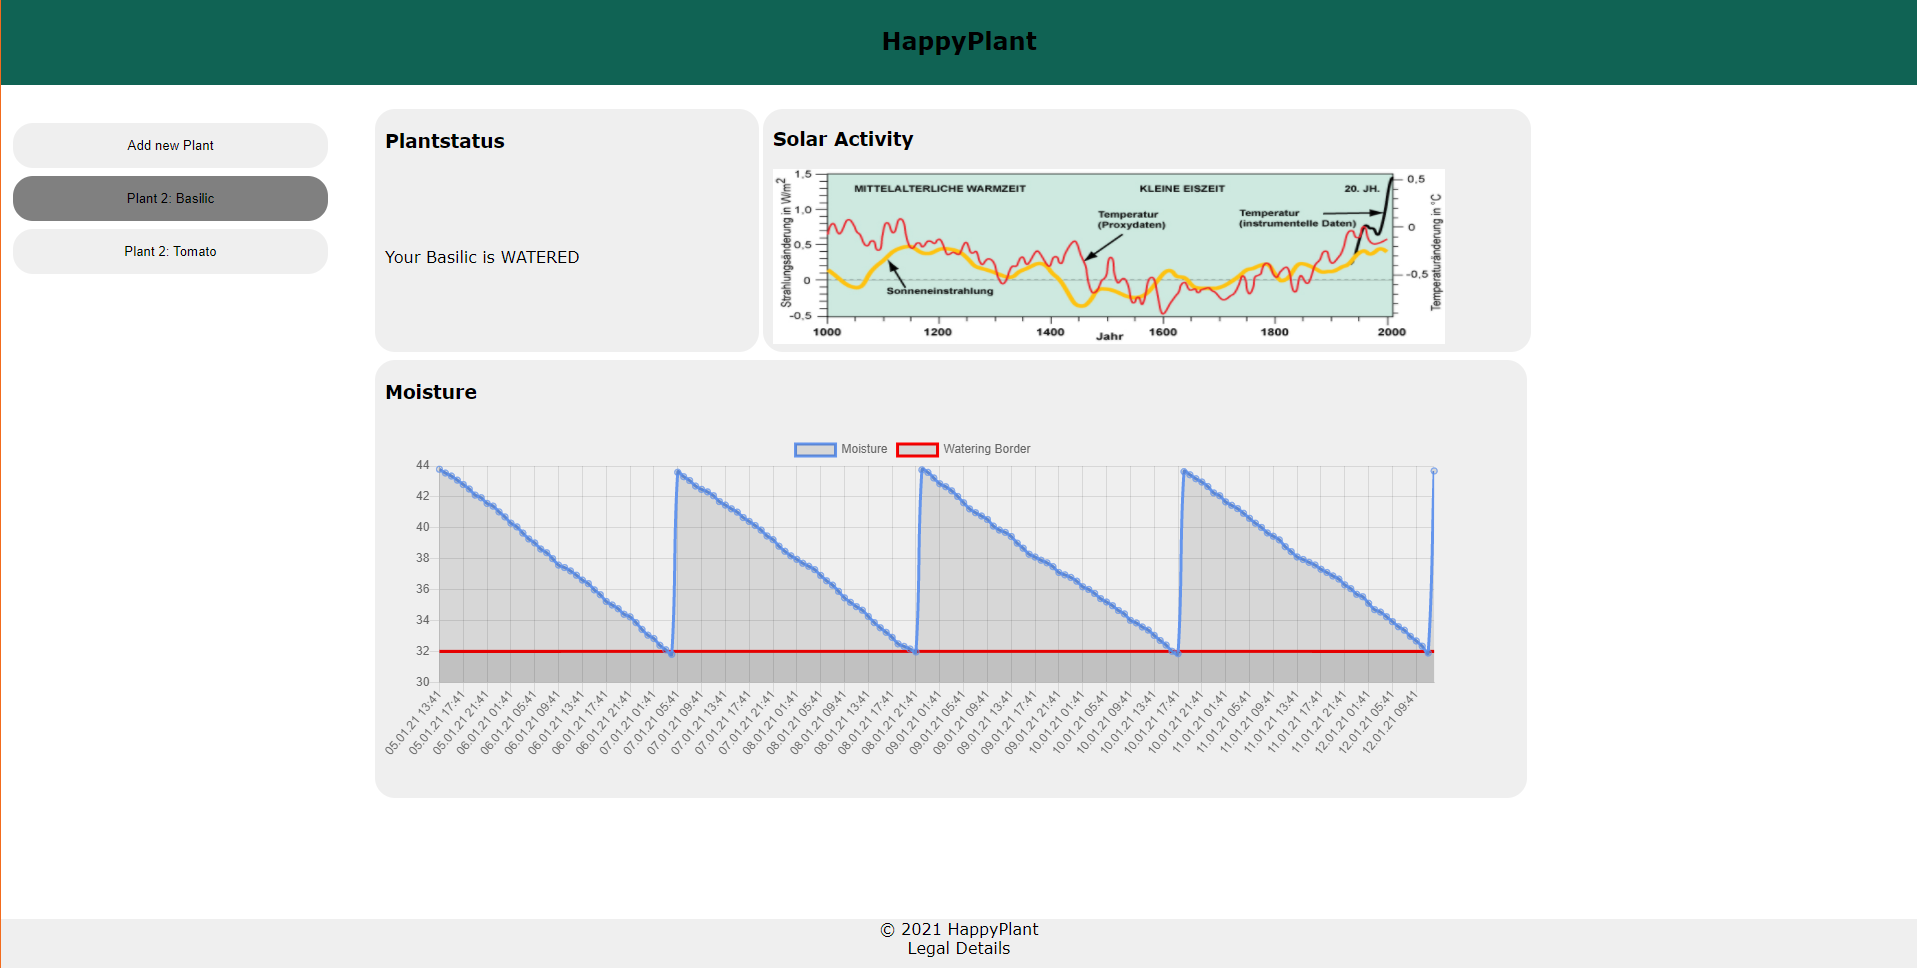 HappyPlant
Add new Plant
Plant 2: Basilic
Plant 2: Tomato
Plantstatus
Your Basilic is WATERED
Solar Activity
Strahlungsänderung in W/m²
1,5
1,0
0,5
0
-0,5
MITTELALTERLICHE WARMZEIT
KLEINE EISZEIT
20. JH.
Temperatur
(Proxydaten)
Temperatur
(instrumentelle Daten)
Sonneneinstrahlung
0,5
0
-0,5
Temperaturänderung in °C
1000
1200
1400
1600
1800
2000
Jahr
Moisture
Moisture
Watering Border
44
42
40
38
36
34
32
30
05.01.21 13:41
05.01.21 17:41
05.01.21 21:41
06.01.21 01:41
06.01.21 05:41
06.01.21 09:41
06.01.21 13:41
06.01.21 17:41
06.01.21 21:41
07.01.21 01:41
07.01.21 05:41
07.01.21 09:41
07.01.21 13:41
07.01.21 17:41
07.01.21 21:41
08.01.21 01:41
08.01.21 05:41
08.01.21 09:41
08.01.21 13:41
08.01.21 17:41
08.01.21 21:41
09.01.21 01:41
09.01.21 05:41
09.01.21 09:41
09.01.21 13:41
09.01.21 17:41
09.01.21 21:41
10.01.21 01:41
10.01.21 05:41
10.01.21 09:41
10.01.21 13:41
10.01.21 17:41
10.01.21 21:41
11.01.21 01:41
11.01.21 05:41
11.01.21 09:41
11.01.21 13:41
11.01.21 17:41
11.01.21 21:41
12.01.21 01:41
12.01.21 05:41
12.01.21 09:41
© 2021 HappyPlant
Legal Details